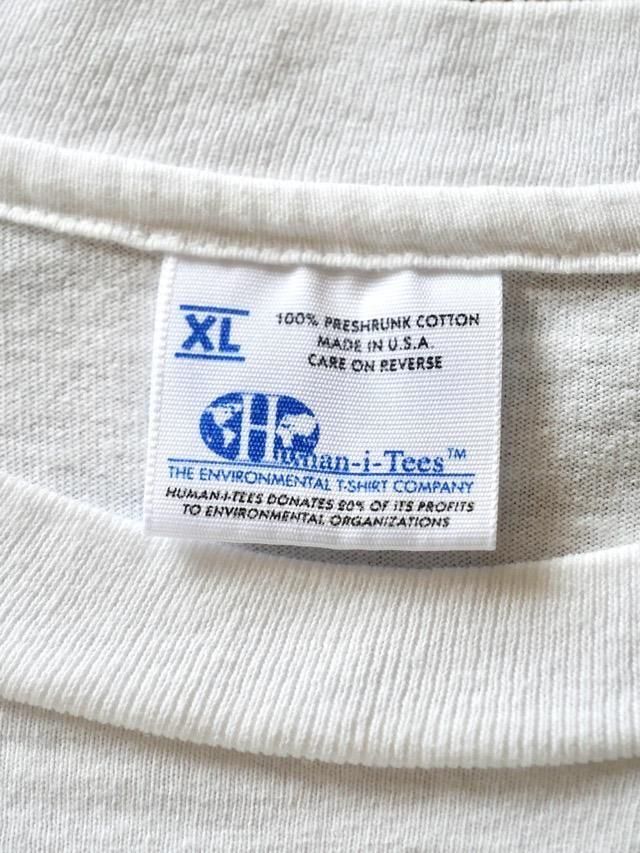 XL
100% PRESHRUNK COTTON
MADE IN U.S.A.
CARE ON REVERSE
Human-i-Tees™
THE ENVIRONMENTAL T-SHIRT COMPANY
HUMAN-I-TEES DONATES 20% OF ITS PROFITS
TO ENVIRONMENTAL ORGANIZATIONS